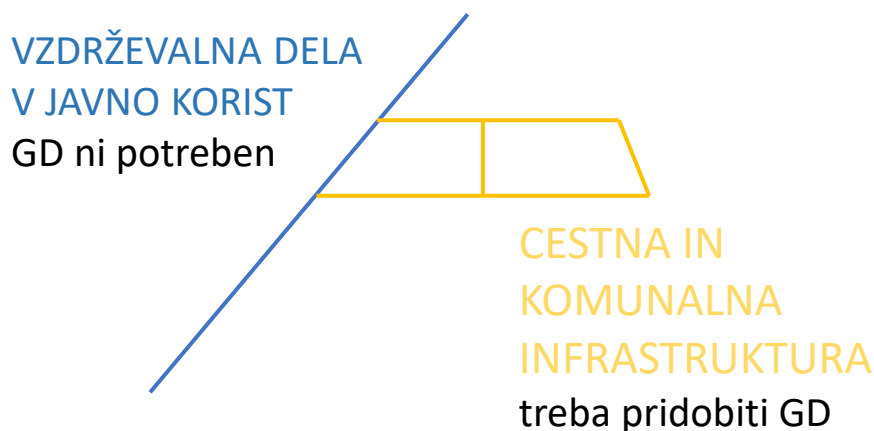 VZDRŽEVALNA DELA
V JAVNO KORIST
GD ni potreben
CESTNA IN
KOMUNALNA
INFRASTRUKTURA
treba pridobiti GD